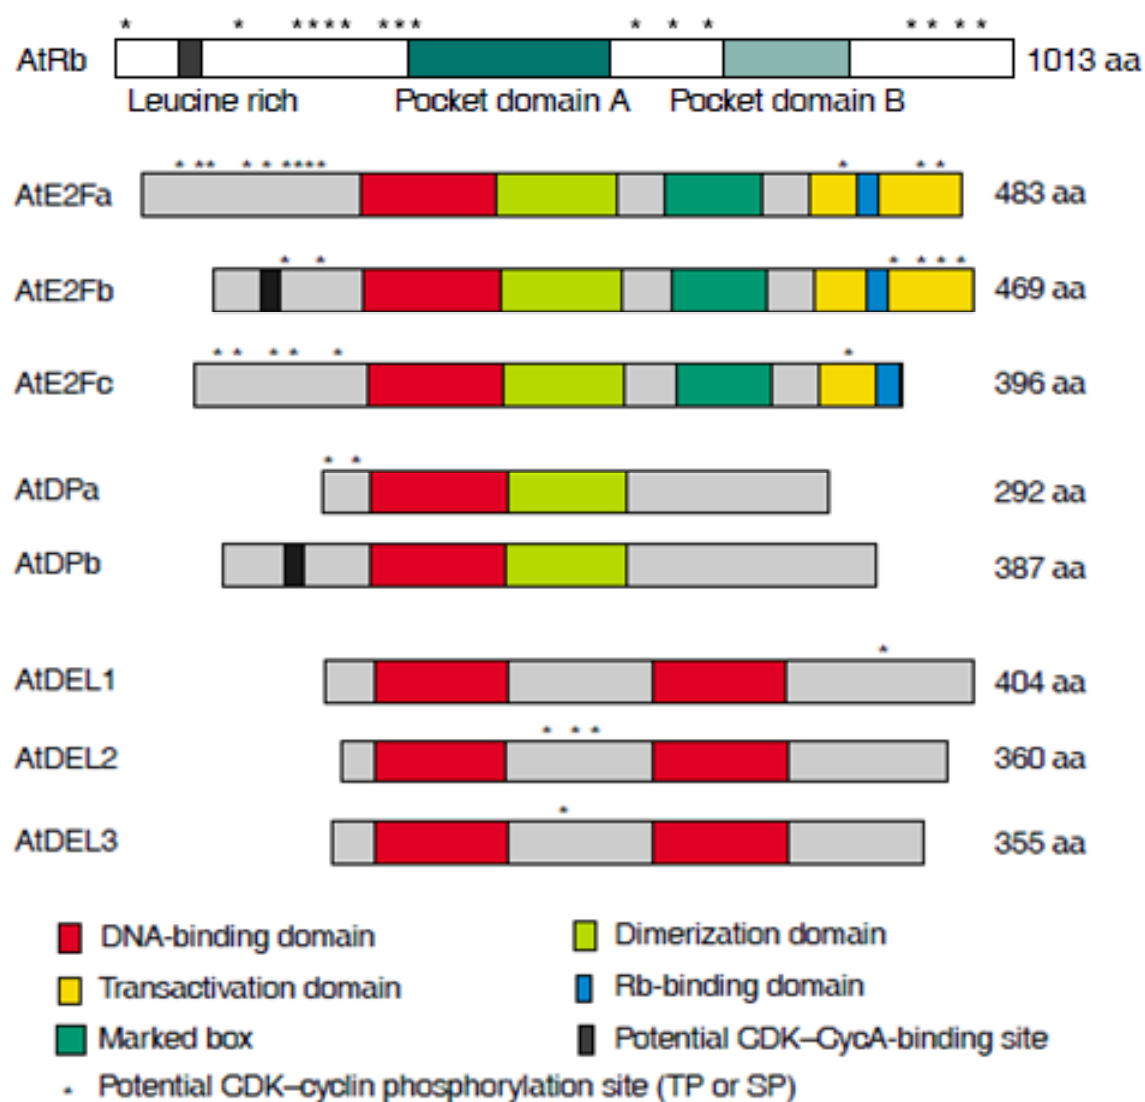 * * **** *** * * * * * * *
AtRb 1013 aa
Leucine rich Pocket domain A Pocket domain B
* ** * * **** * * *
AtE2Fa 483 aa
* * * * * *
AtE2Fb 469 aa
* * * * * *
AtE2Fc 396 aa
* *
AtDPa 292 aa
AtDPb 387 aa
*
AtDEL1 404 aa
* * *
AtDEL2 360 aa
*
AtDEL3 355 aa
DNA-binding domain Dimerization domain
Transactivation domain Rb-binding domain
Marked box Potential CDK–CycA-binding site
* Potential CDK–cyclin phosphorylation site (TP or SP)